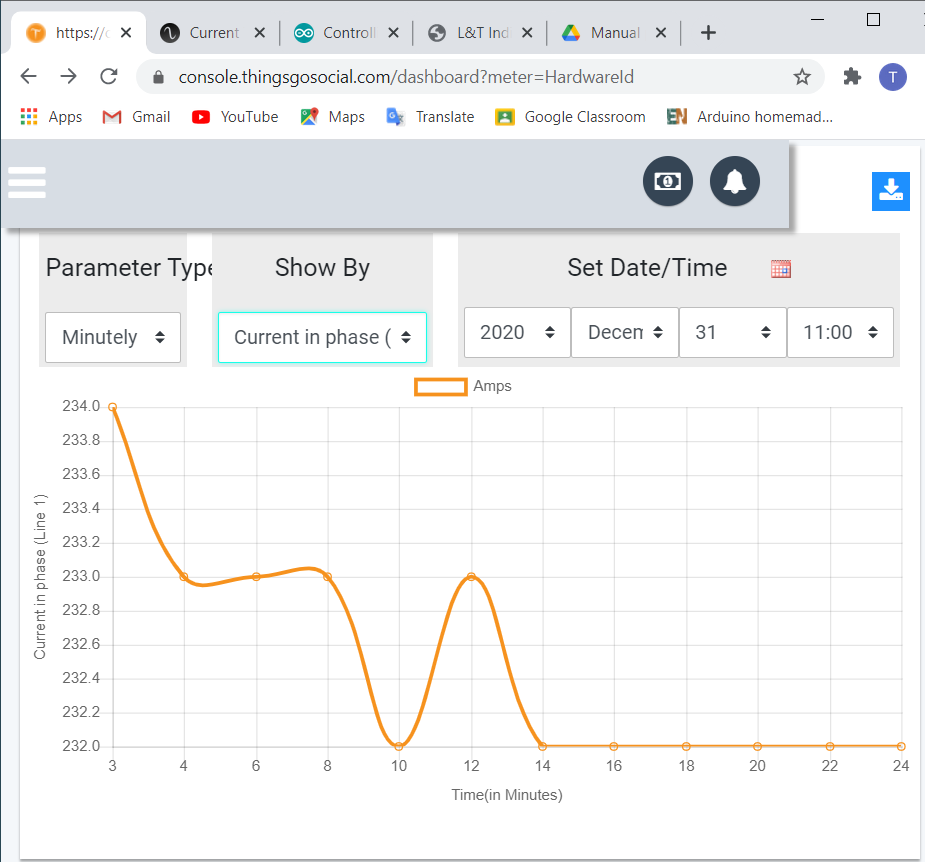 https://c
Current
Controll
L&T Ind
Manual
console.thingsgosocial.com/dashboard?meter=HardwareId
T
Apps
Gmail
YouTube
Maps
Translate
Google Classroom
Arduino homemad...
Parameter Type
Show By
Set Date/Time
Minutely
Current in phase (
2020
Decem
31
11:00
Amps
234.0
233.8
233.6
233.4
233.2
233.0
232.8
232.6
232.4
232.2
232.0
Current in phase (Line 1)
3 4 6 8 10 12 14 16 18 20 22 24
Time(in Minutes)